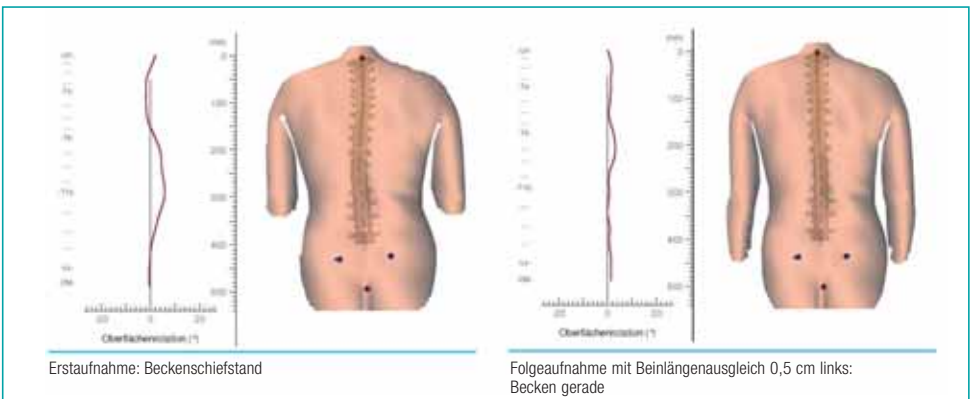 mm
0
100
200
300
400
500
-20
0
20
Oberflächenrotation (°)
Erstaufnahme: Beckenschiefstand
mm
0
100
200
300
400
500
-20
0
20
Oberflächenrotation (°)
Folgeaufnahme mit Beinlängenausgleich 0,5 cm links:
Becken gerade